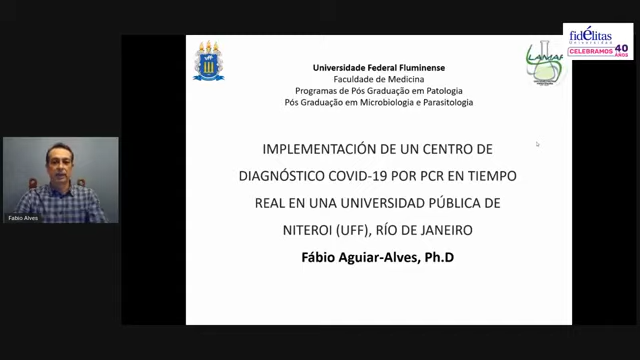 fidélitas
Universidad
CELEBRAMOS 40 AÑOS
Universidade Federal Fluminense
Faculdade de Medicina
Programas de Pós Graduação em Patologia
Pós Graduação em Microbiologia e Parasitologia
IMPLEMENTACIÓN DE UN CENTRO DE
DIAGNÓSTICO COVID-19 POR PCR EN TIEMPO
REAL EN UNA UNIVERSIDAD PÚBLICA DE
NITEROI (UFF), RÍO DE JANEIRO
Fábio Aguiar-Alves, Ph.D
Fabio Alves